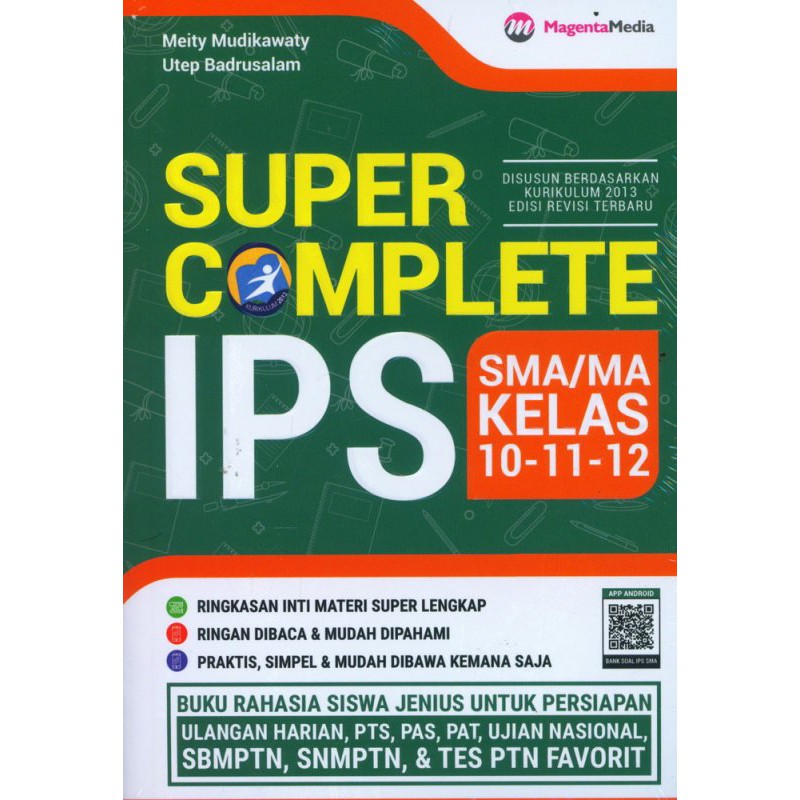 Meity Mudikawaty
Utep Badrusalam
m MagentaMedia
SUPER
COMPLETE
DISUSUN BERDASARKAN
KURIKULUM 2013
EDISI REVISI TERBARU
KURIKULUM 2013
IPS
SMA/MA
KELAS
10-11-12
RINGKASAN INTI MATERI SUPER LENGKAP
RINGAN DIBACA & MUDAH DIPAHAMI
PRAKTIS, SIMPEL & MUDAH DIBAWA KEMANA SAJA
APP ANDROID
BANK SOAL IPS SMA
BUKU RAHASIA SISWA JENIUS UNTUK PERSIAPAN
ULANGAN HARIAN, PTS, PAS, PAT, UJIAN NASIONAL,
SBMPTN, SNMPTN, & TES PTN FAVORIT